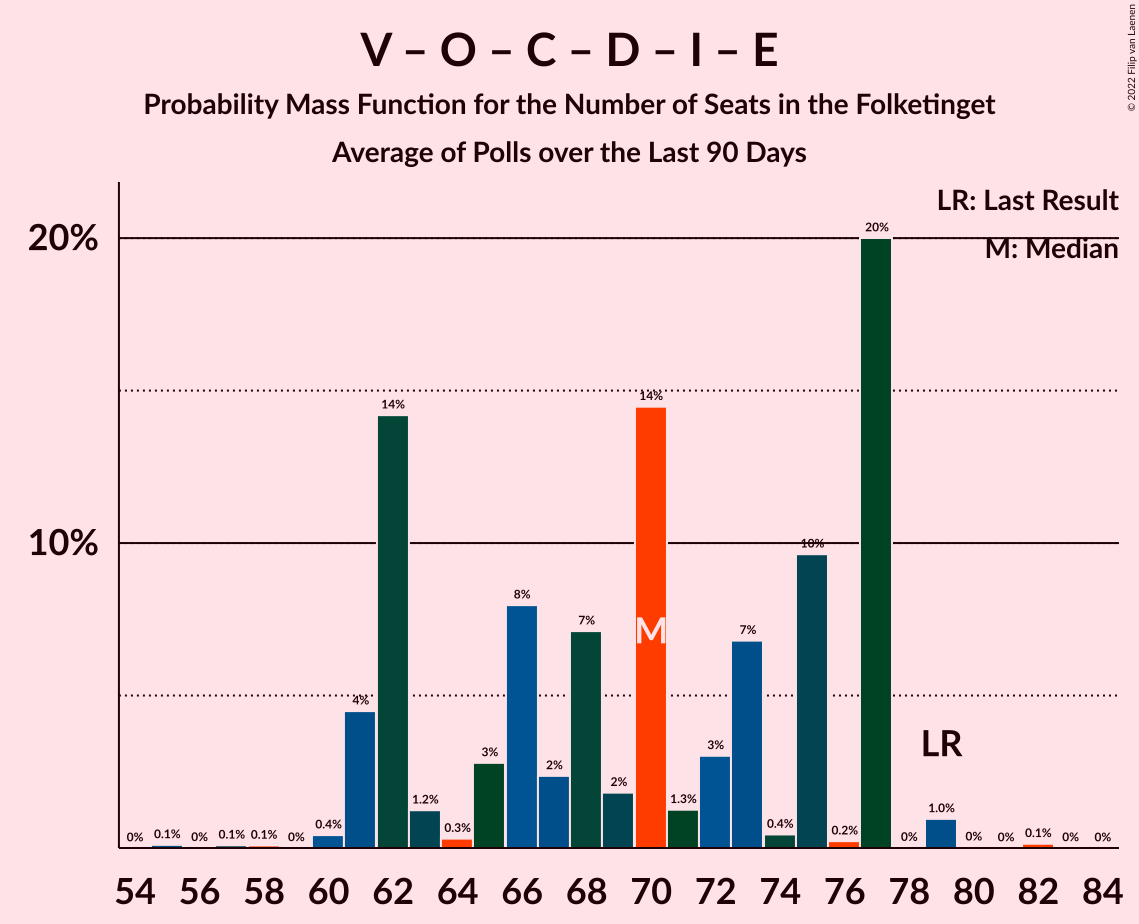 V – O – C – D – I – E
Probability Mass Function for the Number of Seats in the Folketinget
Average of Polls over the Last 90 Days
© 2022 Filip van Laenen
LR: Last Result
M: Median
20%
10%
0% 0.1% 0% 0.1% 0.1% 0% 0.4% 4% 14% 1.2% 0.3% 3% 8% 2% 7% 2% 14% 1.3% 3% 7% 0.4% 10% 0.2% 20% 0% 1.0% 0% 0% 0.1% 0% 0%
M
LR
54 56 58 60 62 64 66 68 70 72 74 76 78 80 82 84